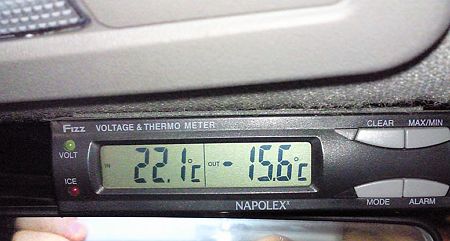 Fizz VOLTAGE & THERMO METER CLEAR MAX/MIN
VOLT
IN 22.1°C OUT -15.6°C
ICE
NAPOLEX MODE ALARM